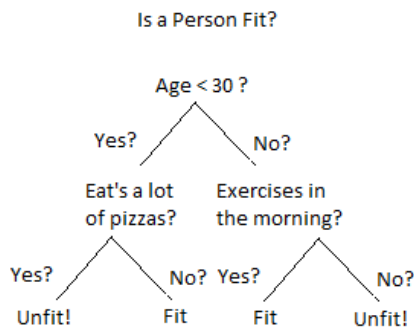 Is a Person Fit?
Age < 30 ?
Yes?
No?
Eat's a lot
of pizzas?
Exercises in
the morning?
Yes?
No?
Yes?
No?
Unfit!
Fit
Fit
Unfit!